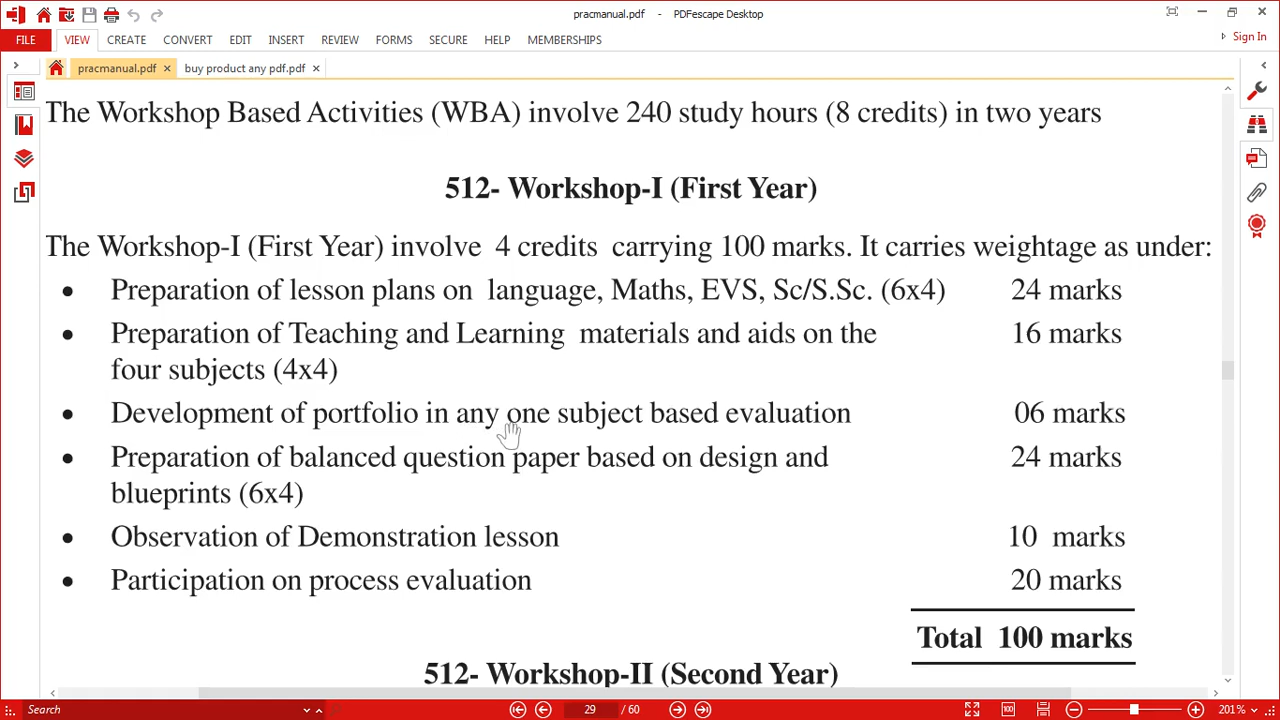 pracmanual.pdf - PDFescape Desktop
FILE VIEW CREATE CONVERT EDIT INSERT REVIEW FORMS SECURE HELP MEMBERSHIPS Sign In
pracmanual.pdf buy product any pdf.pdf
The Workshop Based Activities (WBA) involve 240 study hours (8 credits) in two years
512- Workshop-I (First Year)
The Workshop-I (First Year) involve 4 credits carrying 100 marks. It carries weightage as under:
• Preparation of lesson plans on language, Maths, EVS, Sc/S.Sc. (6x4) 24 marks
• Preparation of Teaching and Learning materials and aids on the 16 marks
four subjects (4x4)
• Development of portfolio in any one subject based evaluation 06 marks
• Preparation of balanced question paper based on design and 24 marks
blueprints (6x4)
• Observation of Demonstration lesson 10 marks
• Participation on process evaluation 20 marks
Total 100 marks
512- Workshop-II (Second Year)
Search 29 / 60 100 201%